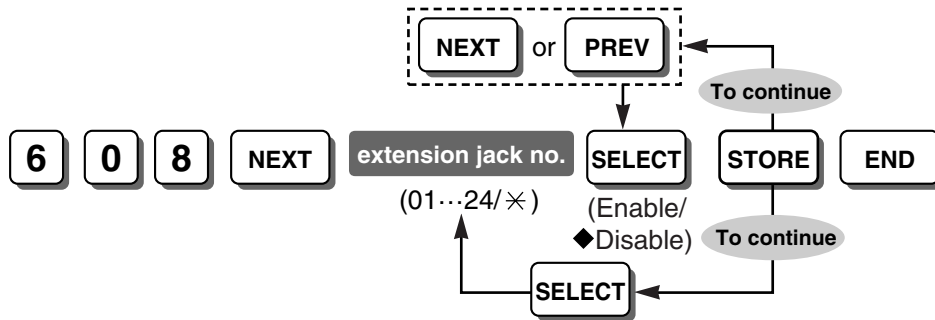 NEXT or PREV
To continue
6 0 8 NEXT extension jack no. SELECT STORE END
(01···24/✳)
(Enable/
◆Disable)
To continue
SELECT